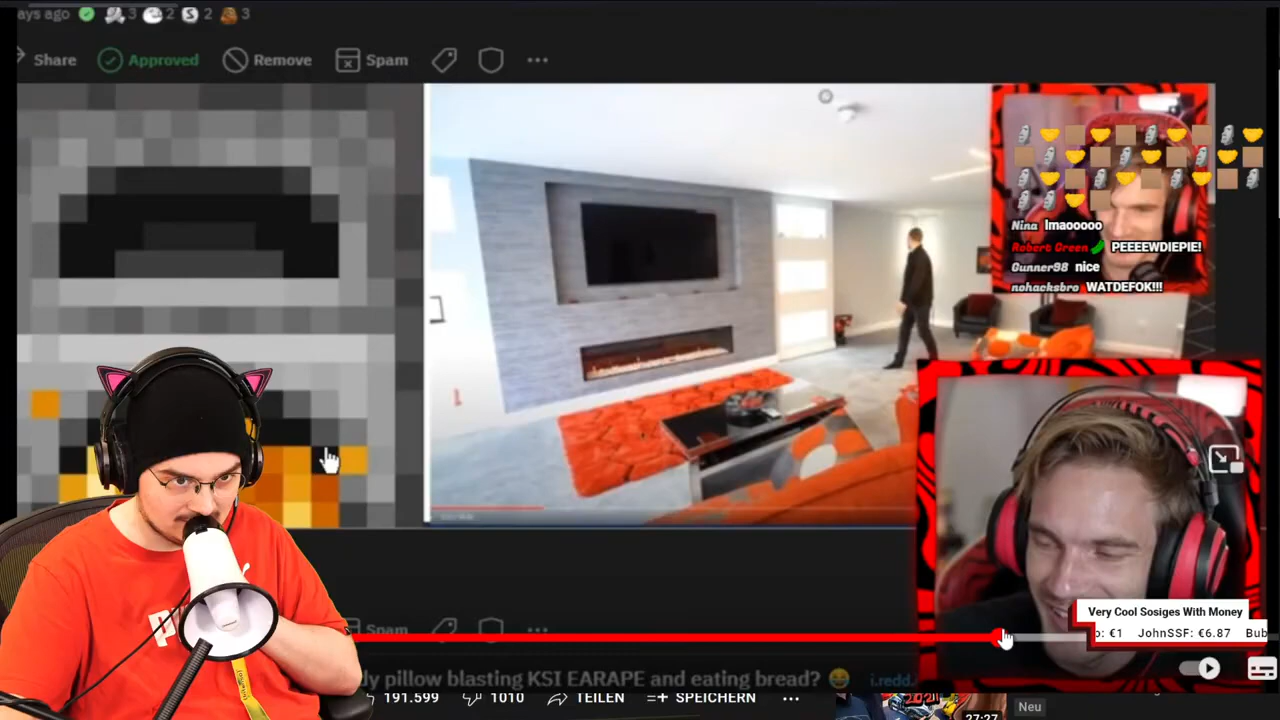 ays ago 3 2 2 3
Share Approved Remove Spam ...
Nina lmaooooo
Robert Green PEEEEWDIEPIE!
Gunner98 nice
nohacksbro WATDEFOK!!!
Very Cool Sosiges With Money
o: €1 JohnSSF: €6.87 Bub
Spam ...
dy pillow blasting KSI EARAPE and eating bread? 😂 i.redd.
191.599 1010 TEILEN SPEICHERN ...
27:27
Neu